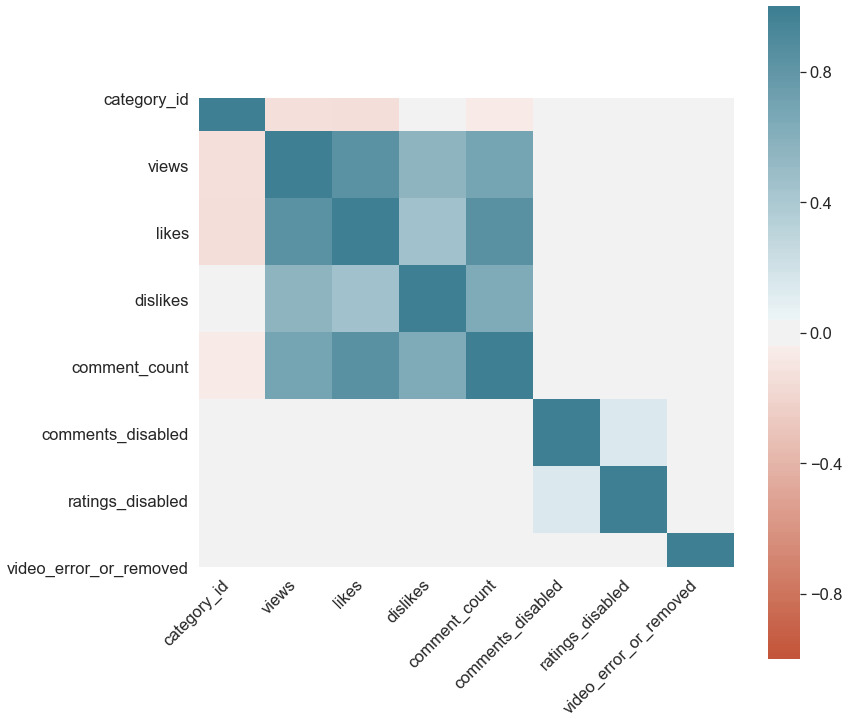 category_id
views
likes
dislikes
comment_count
comments_disabled
ratings_disabled
video_error_or_removed
category_id
views
likes
dislikes
comment_count
comments_disabled
ratings_disabled
video_error_or_removed
0.8
0.4
0.0
−0.4
−0.8